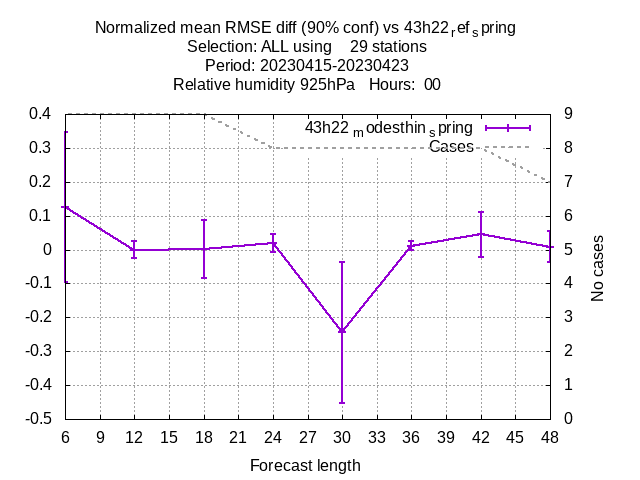 Normalized mean RMSE diff (90% conf) vs 43h22ᵣefₛpring
Selection: ALL using    29 stations
Period: 20230415-20230423
Relative humidity 925hPa   Hours:  00
43h22ₘodesthinₛpring
Cases
0.4
0.3
0.2
0.1
0
-0.1
-0.2
-0.3
-0.4
-0.5
9
8
7
6
5
4
3
2
1
0
No cases
6 9 12 15 18 21 24 27 30 33 36 39 42 45 48
Forecast length